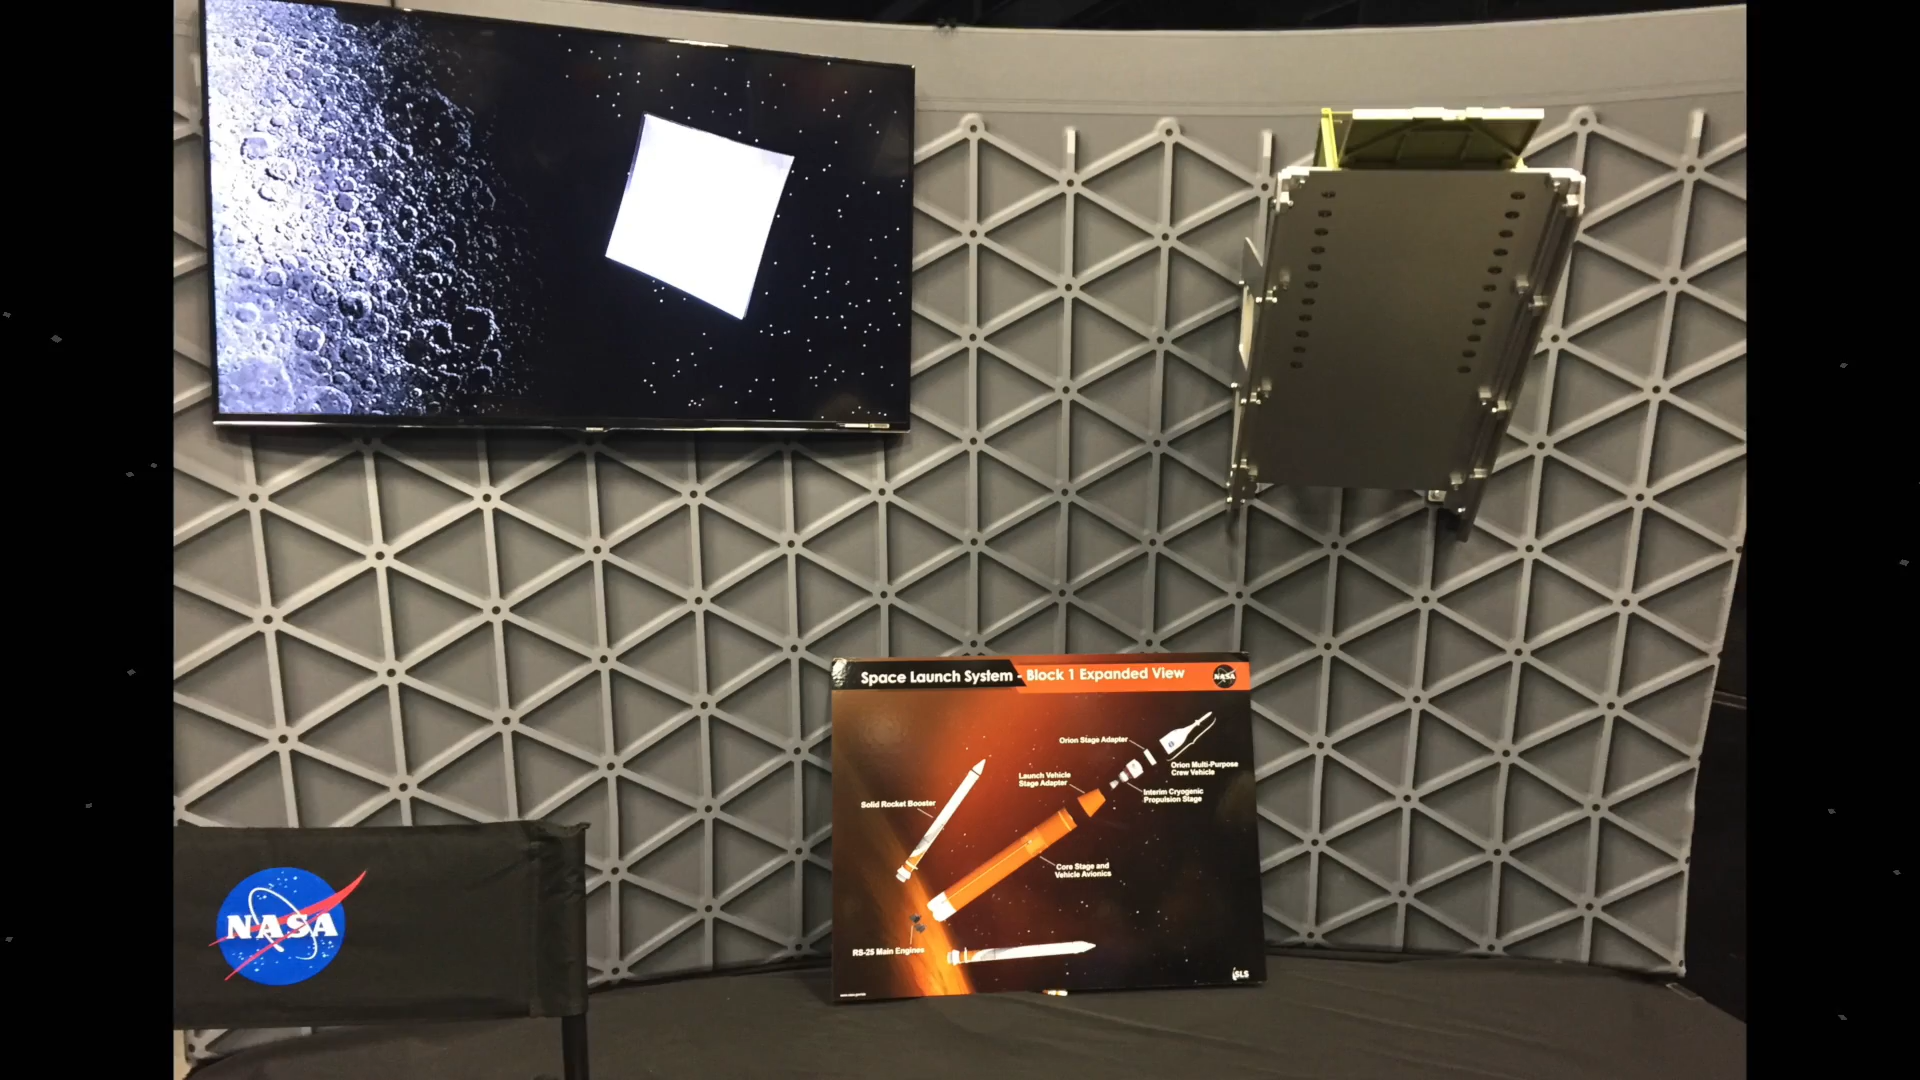 Space Launch System - Block 1 Expanded View
NASA
Orion Stage Adapter
Orion Multi-Purpose
Crew Vehicle
Launch Vehicle
Stage Adapter
Interim Cryogenic
Propulsion Stage
Solid Rocket Booster
Core Stage and
Vehicle Avionics
RS-25 Main Engines
SLS
NASA